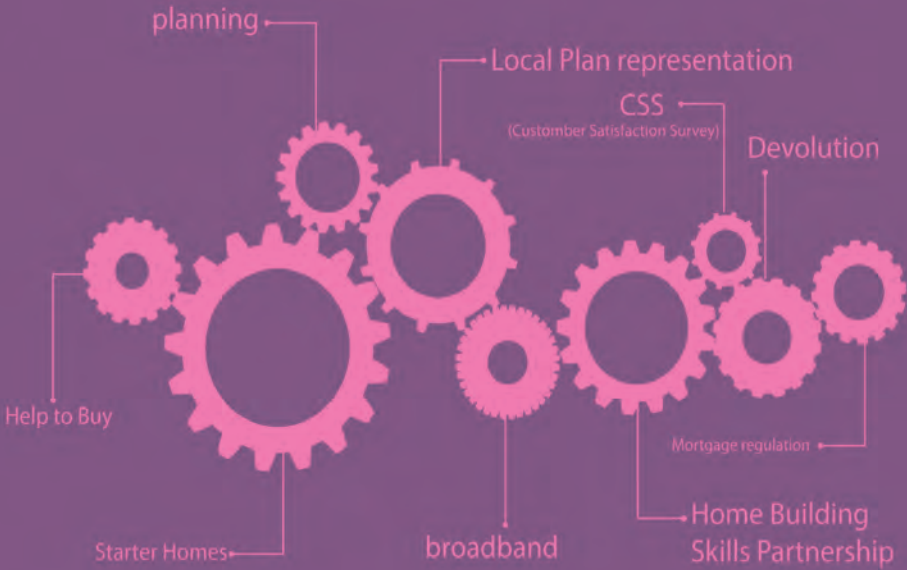 planning
Local Plan representation
CSS
(Customber Satisfaction Survey)
Devolution
Help to Buy
Mortgage regulation
Starter Homes
broadband
Home Building
Skills Partnership